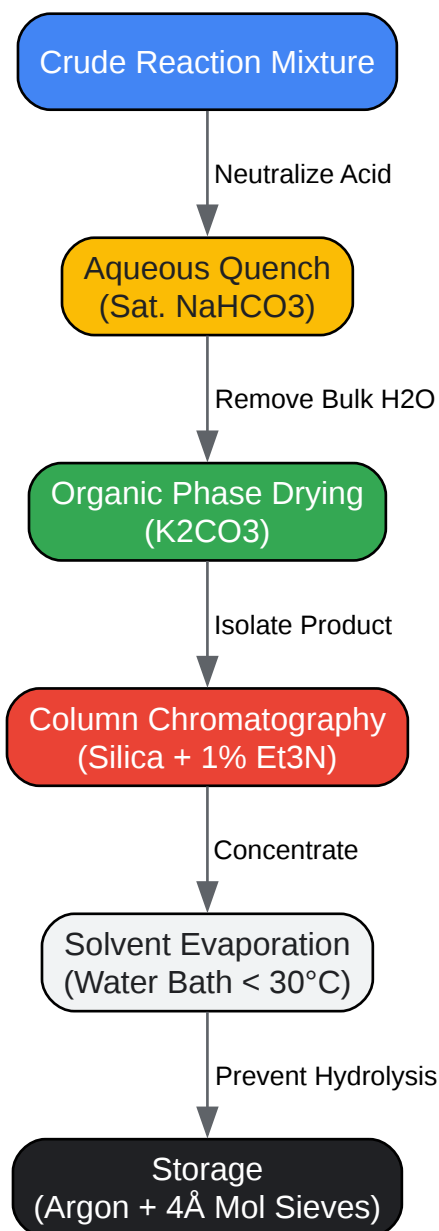 Crude Reaction Mixture
Neutralize Acid
Aqueous Quench
(Sat. NaHCO3)
Remove Bulk H2O
Organic Phase Drying
(K2CO3)
Isolate Product
Column Chromatography
(Silica + 1% Et3N)
Concentrate
Solvent Evaporation
(Water Bath < 30°C)
Prevent Hydrolysis
Storage
(Argon + 4Å Mol Sieves)